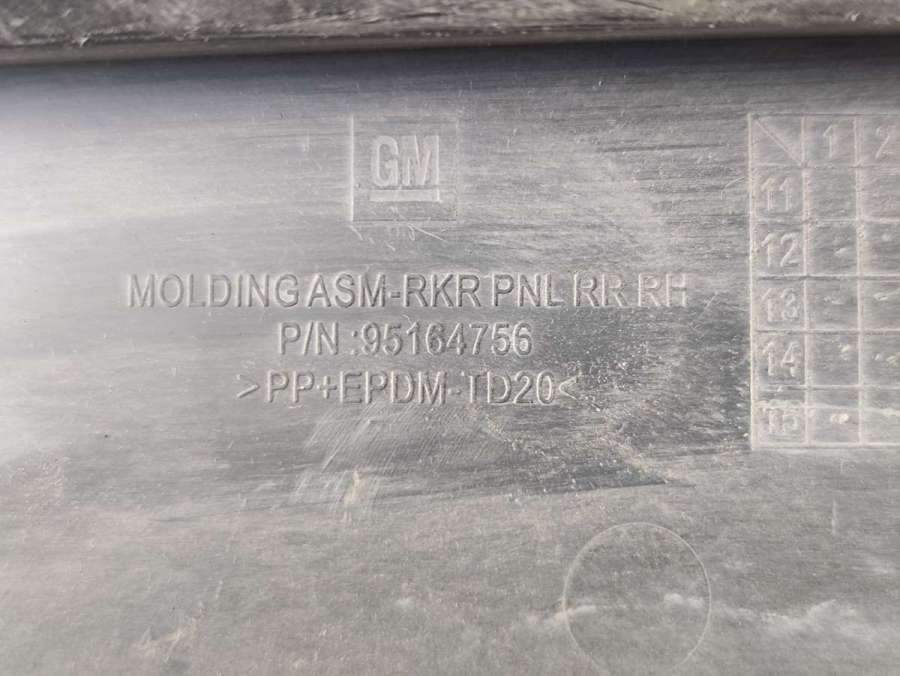 GM
MOLDING ASM-RKR PNL RR RH
P/N :95164756
>PP+EPDM-TD20<
1 2
11
12
13
14
15